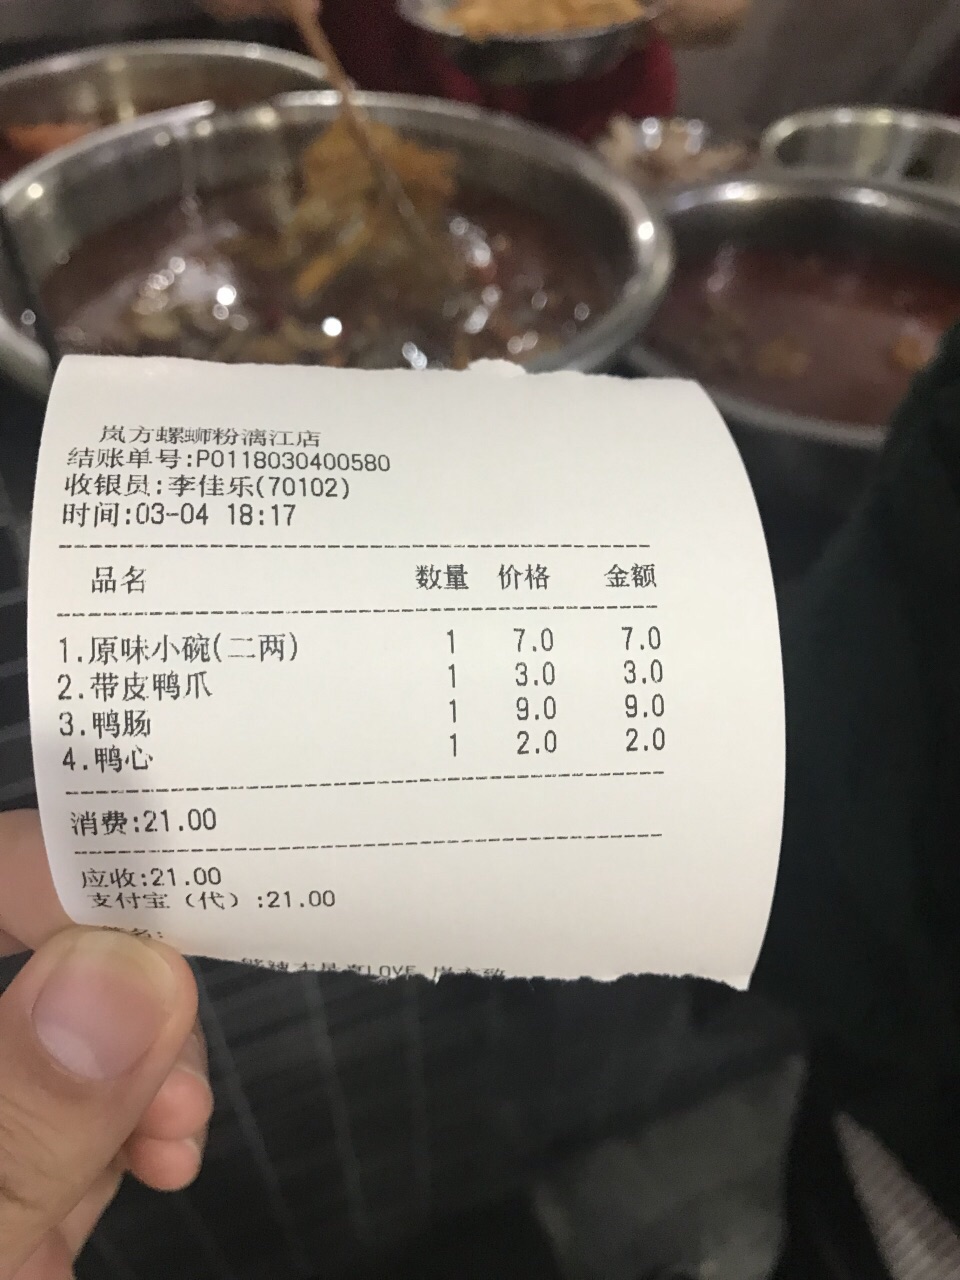 岚方螺蛳粉漓江店
结账单号:P0118030400580
收银员:李佳乐(70102)
时间:03-04 18:17
品名 数量 价格 金额
1.原味小碗(二两) 1 7.0 7.0
2.带皮鸭爪 1 3.0 3.0
3.鸭肠 1 9.0 9.0
4.鸭心 1 2.0 2.0
消费:21.00
应收:21.00
支付宝（代）:21.00
签名:
LOVE